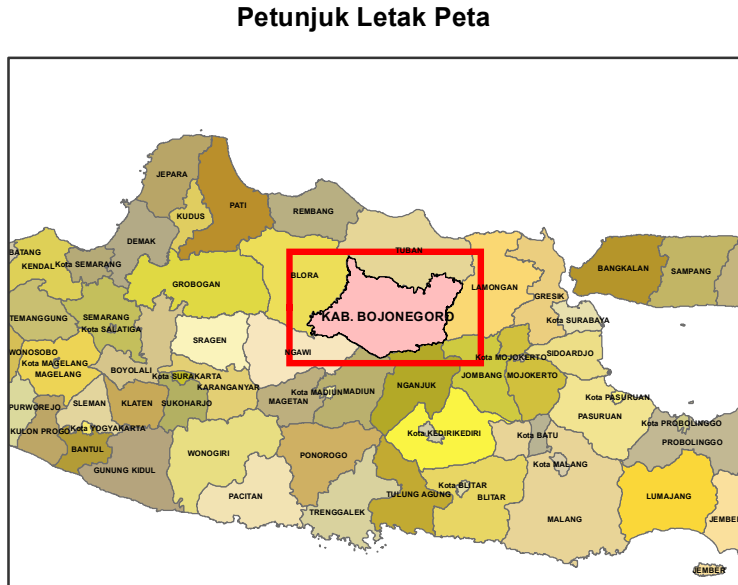 Petunjuk Letak Peta
JEPARA
PATI
KUDUS
REMBANG
DEMAK
TUBAN
BATANG
KENDAL
Kota SEMARANG
BLORA
GROBOGAN
LAMONGAN
GRESIK
BANGKALAN
SAMPANG
TEMANGGUNG
SEMARANG
Kota SALATIGA
KAB. BOJONEGORO
Kota SURABAYA
SRAGEN
NGAWI
WONOSOBO
Kota MAGELANG
MAGELANG
BOYOLALI
Kota SURAKARTA
KARANGANYAR
Kota MOJOKERTO
SIDOARDJO
MAGETAN
Kota MADIUN
MADIUN
NGANJUK
JOMBANG
MOJOKERTO
PURWOREJO
SLEMAN
KLATEN
SUKOHARJO
Kota PASURUAN
PASURUAN
KULON PROGO
Kota YOGYAKARTA
BANTUL
WONOGIRI
PONOROGO
Kota KEDIRI
KEDIRI
Kota BATU
Kota PROBOLINGGO
PROBOLINGGO
GUNUNG KIDUL
Kota MALANG
PACITAN
TRENGGALEK
TULUNG AGUNG
Kota BLITAR
BLITAR
MALANG
LUMAJANG
JEMBER
JEMBER